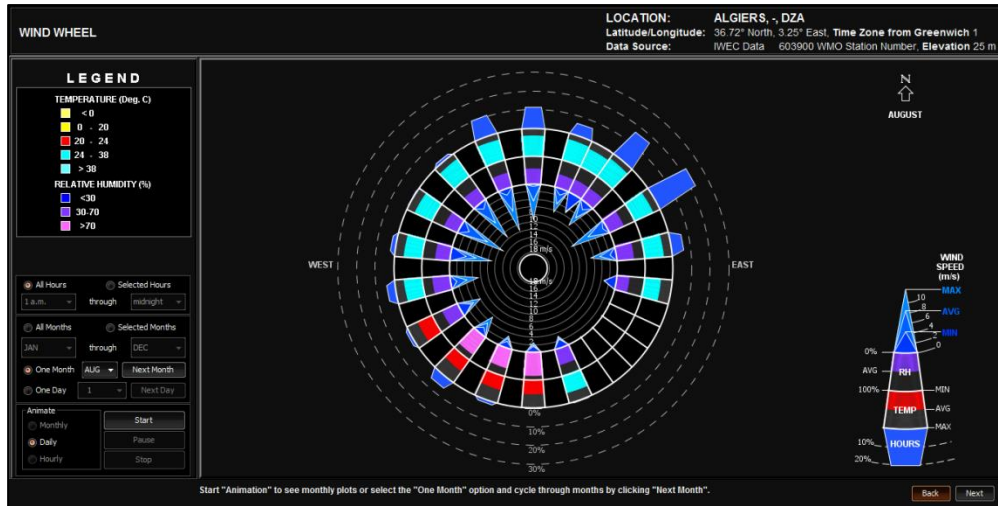 WIND WHEEL
LOCATION: ALGIERS, -, DZA
Latitude/Longitude: 36.72° North, 3.25° East, Time Zone from Greenwich 1
Data Source: IWEC Data 603900 WMO Station Number, Elevation 25 m
LEGEND
TEMPERATURE (Deg. C)
< 0
0 - 20
20 - 24
24 - 38
> 38
RELATIVE HUMIDITY (%)
<30
30-70
>70
All Hours Selected Hours
1 a.m. through midnight
All Months Selected Months
JAN through DEC
One Month AUG Next Month
One Day 1 Next Day
Animate
Monthly Start
Daily Pause
Hourly Stop
N
AUGUST
WEST
EAST
10
12
14
16
18 m/s
18 m/s
16
14
12
10
8
6
4
2
0%
10%
20%
30%
WIND
SPEED
(m/s)
MAX
10
8
AVG
6
4
MIN
2
0
0%
AVG RH
100% MIN
TEMP AVG
MAX
10% HOURS
20%
Start "Animation" to see monthly plots or select the "One Month" option and cycle through months by clicking "Next Month".
Back Next